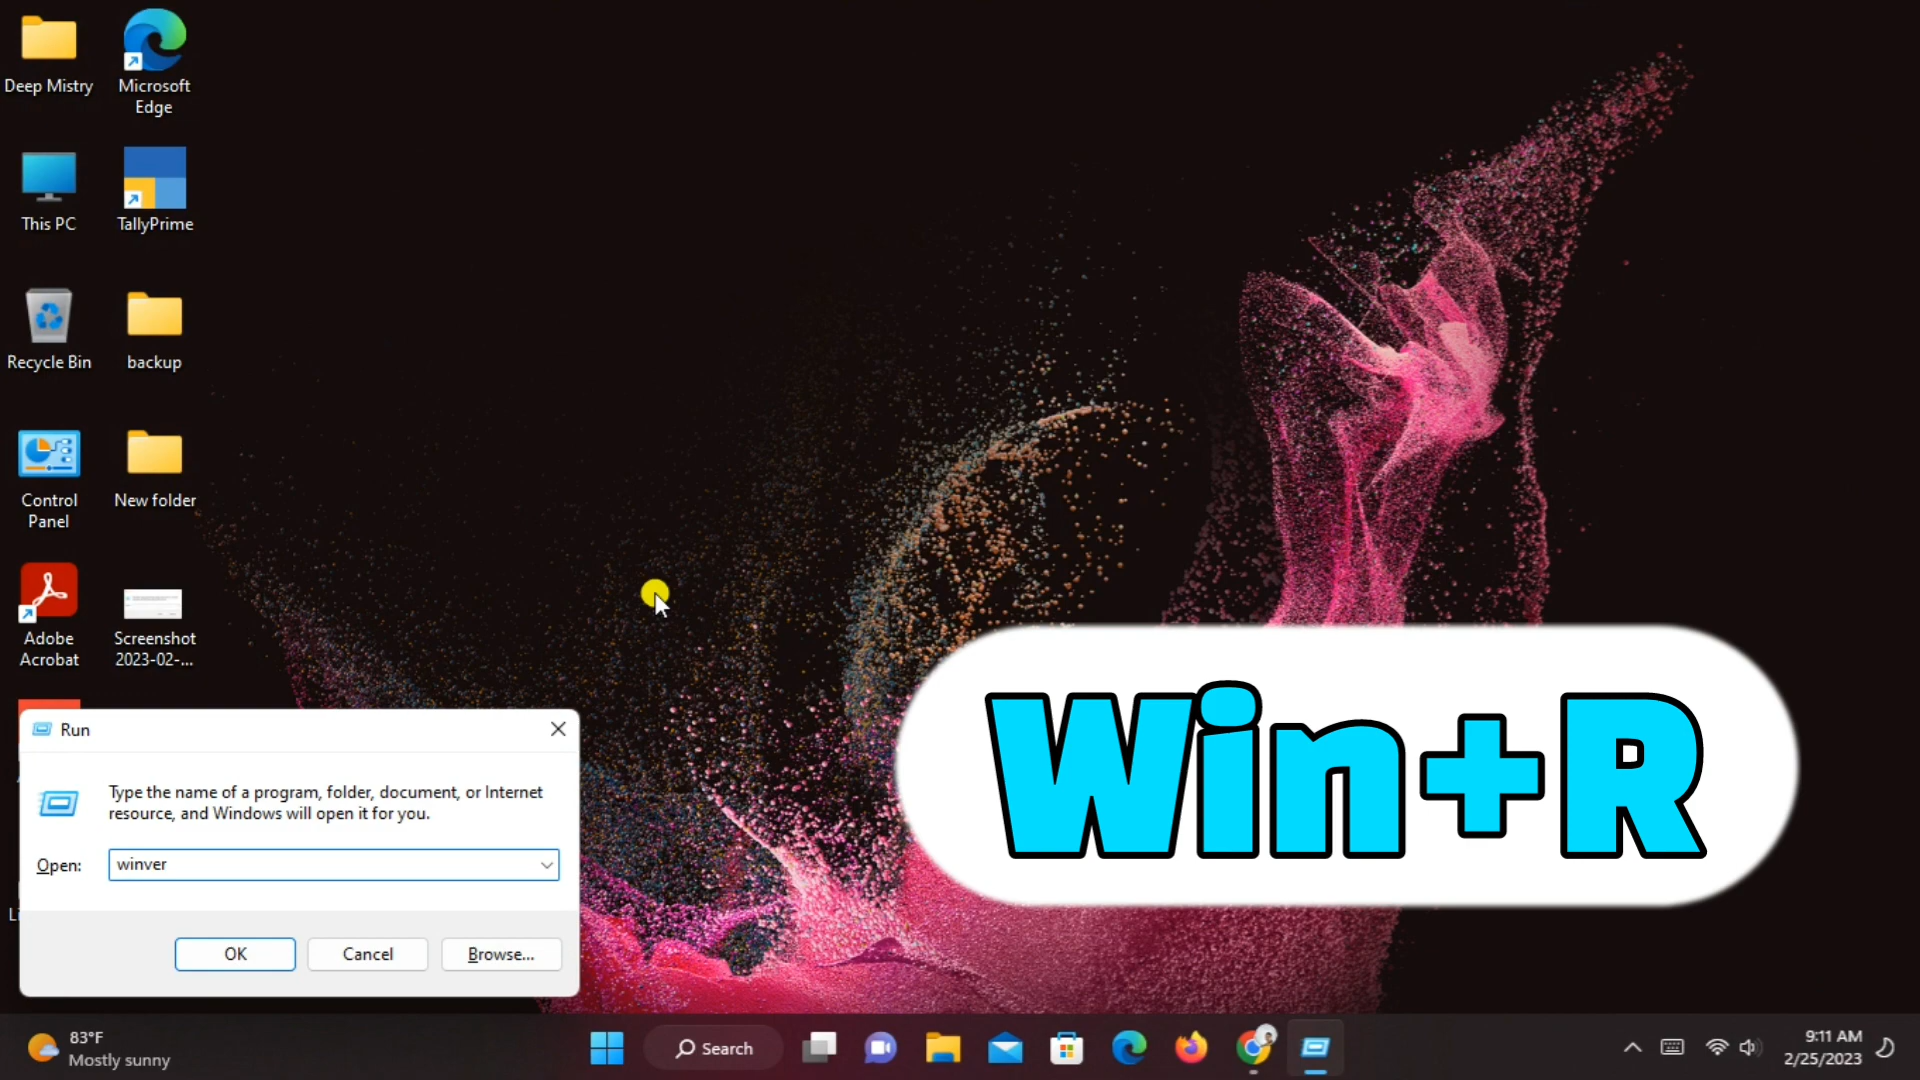 Deep Mistry
Microsoft
Edge
This PC
TallyPrime
Recycle Bin
backup
Control
Panel
New folder
Adobe
Acrobat
Screenshot
2023-02-...
Run
Type the name of a program, folder, document, or Internet
resource, and Windows will open it for you.
Open:
winver
OK
Cancel
Browse...
Win+R
83°F
Mostly sunny
Search
9:11 AM
2/25/2023